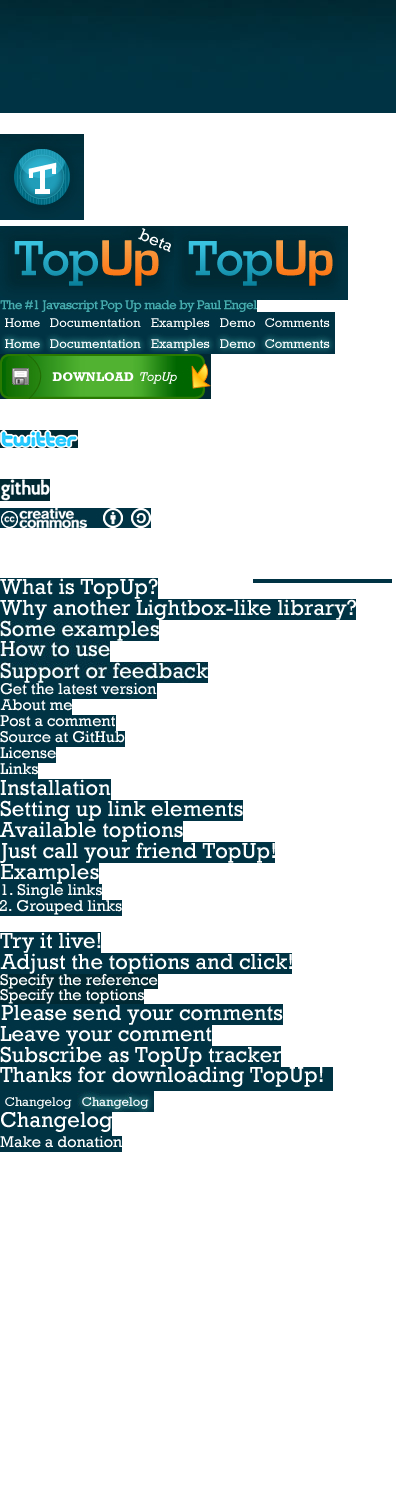 T
TopUp beta TopUp
The #1 Javascript Pop Up made by Paul Engel
Home Documentation Examples Demo Comments
Home Documentation Examples Demo Comments
DOWNLOAD TopUp
twitter
github
cc creative commons
What is TopUp?
Why another Lightbox-like library?
Some examples
How to use
Support or feedback
Get the latest version
About me
Post a comment
Source at GitHub
License
Links
Installation
Setting up link elements
Available toptions
Just call your friend TopUp!
Examples
1. Single links
2. Grouped links
Try it live!
Adjust the toptions and click!
Specify the reference
Specify the toptions
Please send your comments
Leave your comment
Subscribe as TopUp tracker
Thanks for downloading TopUp!
Changelog Changelog
Changelog
Make a donation